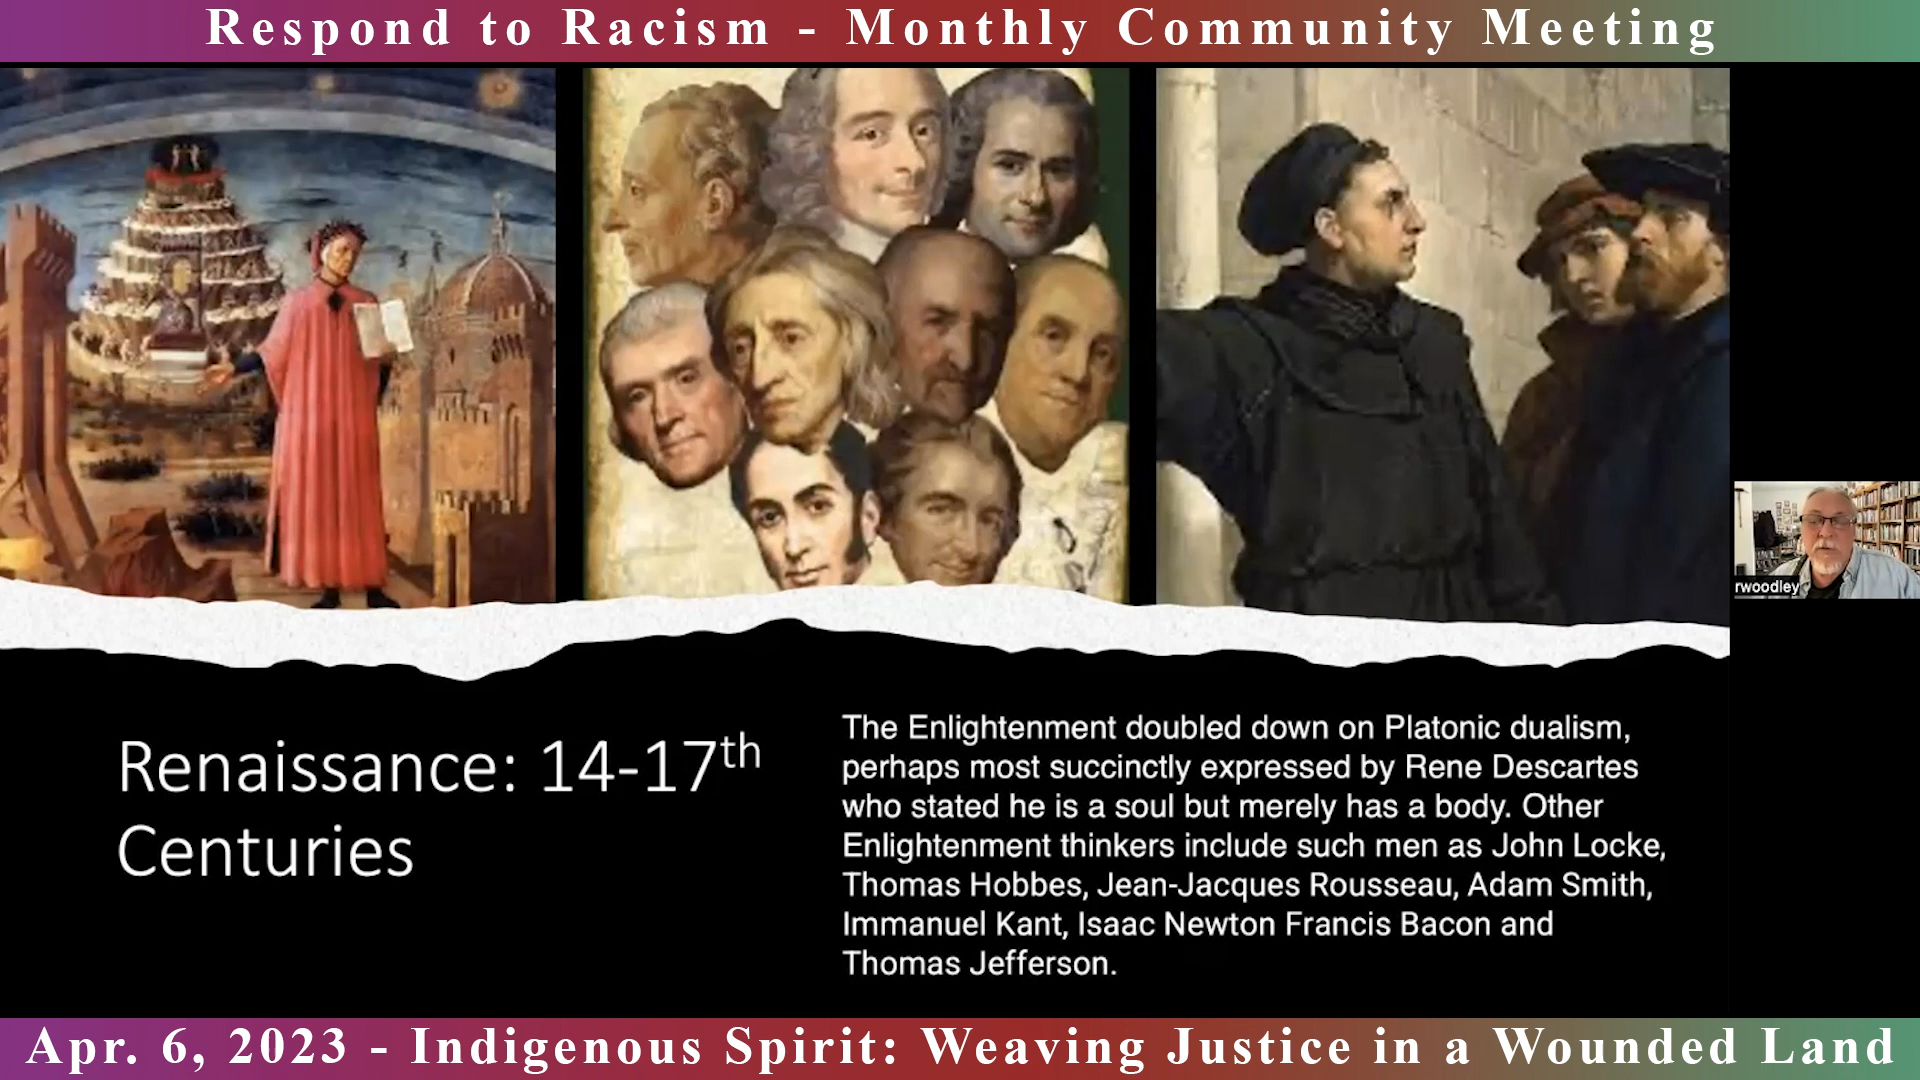 Respond to Racism - Monthly Community Meeting
rwoodley
Renaissance: 14-17th
Centuries
The Enlightenment doubled down on Platonic dualism,
perhaps most succinctly expressed by Rene Descartes
who stated he is a soul but merely has a body. Other
Enlightenment thinkers include such men as John Locke,
Thomas Hobbes, Jean-Jacques Rousseau, Adam Smith,
Immanuel Kant, Isaac Newton Francis Bacon and
Thomas Jefferson.
Apr. 6, 2023 - Indigenous Spirit: Weaving Justice in a Wounded Land